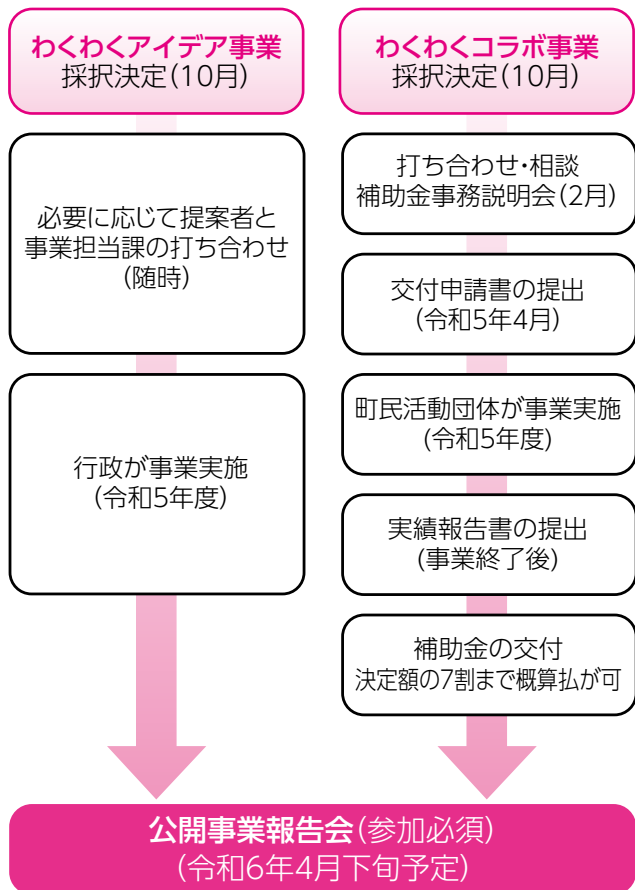 わくわくアイデア事業
採択決定(10月)
必要に応じて提案者と
事業担当課の打ち合わせ
(随時)
行政が事業実施
(令和5年度)
わくわくコラボ事業
採択決定(10月)
打ち合わせ・相談
補助金事務説明会(2月)
交付申請書の提出
(令和5年4月)
町民活動団体が事業実施
(令和5年度)
実績報告書の提出
(事業終了後)
補助金の交付
決定額の7割まで概算払が可
公開事業報告会(参加必須)
(令和6年4月下旬予定)